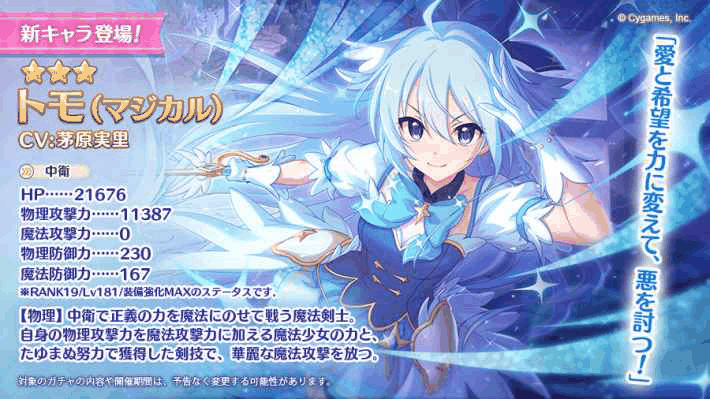 © Cygames, Inc.
新キャラ登場!
トモ(マジカル)
CV:茅原実里
中衛
HP……21676
物理攻撃力……11387
魔法攻撃力……0
物理防御力……230
魔法防御力……167
※RANK19/Lv181/装備強化MAXのステータスです。
【物理】中衛で正義の力を魔法にのせて戦う魔法剣士。
自身の物理攻撃力を魔法攻撃力に加える魔法少女の力と、
たゆまぬ努力で獲得した剣技で、華麗な魔法攻撃を放つ。
「愛と希望を力に変えて、悪を討つ!」
対象のガチャの内容や開催期間は、予告なく変更する可能性があります。